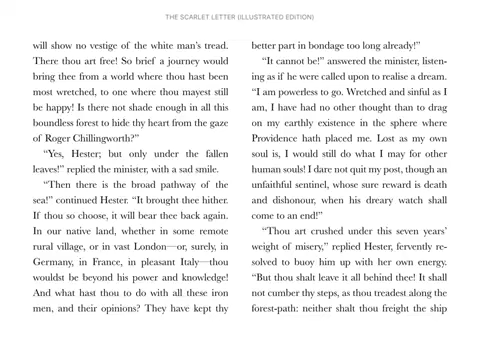 THE SCARLET LETTER (ILLUSTRATED EDITION)
will show no vestige of the white man’s tread.
There thou art free! So brief a journey would
bring thee from a world where thou hast been
most wretched, to one where thou mayest still
be happy! Is there not shade enough in all this
boundless forest to hide thy heart from the gaze
of Roger Chillingworth?”
“Yes, Hester; but only under the fallen
leaves!” replied the minister, with a sad smile.
“Then there is the broad pathway of the
sea!” continued Hester. “It brought thee hither.
If thou so choose, it will bear thee back again.
In our native land, whether in some remote
rural village, or in vast London—or, surely, in
Germany, in France, in pleasant Italy—thou
wouldst be beyond his power and knowledge!
And what hast thou to do with all these iron
men, and their opinions? They have kept thy
better part in bondage too long already!”
“It cannot be!” answered the minister, listen-
ing as if he were called upon to realise a dream.
“I am powerless to go. Wretched and sinful as I
am, I have had no other thought than to drag
on my earthly existence in the sphere where
Providence hath placed me. Lost as my own
soul is, I would still do what I may for other
human souls! I dare not quit my post, though an
unfaithful sentinel, whose sure reward is death
and dishonour, when his dreary watch shall
come to an end!”
“Thou art crushed under this seven years’
weight of misery,” replied Hester, fervently re-
solved to buoy him up with her own energy.
“But thou shalt leave it all behind thee! It shall
not cumber thy steps, as thou treadest along the
forest-path: neither shalt thou freight the ship